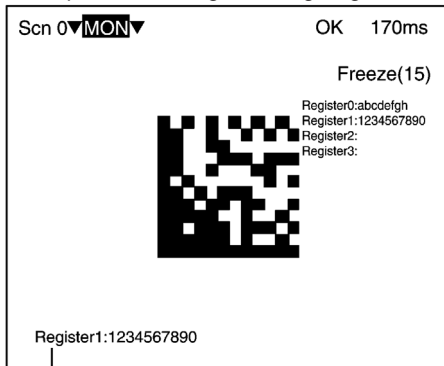 Scn 0▼MON▼ OK 170ms
Freeze(15)
Register0:abcdefgh
Register1:1234567890
Register2:
Register3:
Register1:1234567890